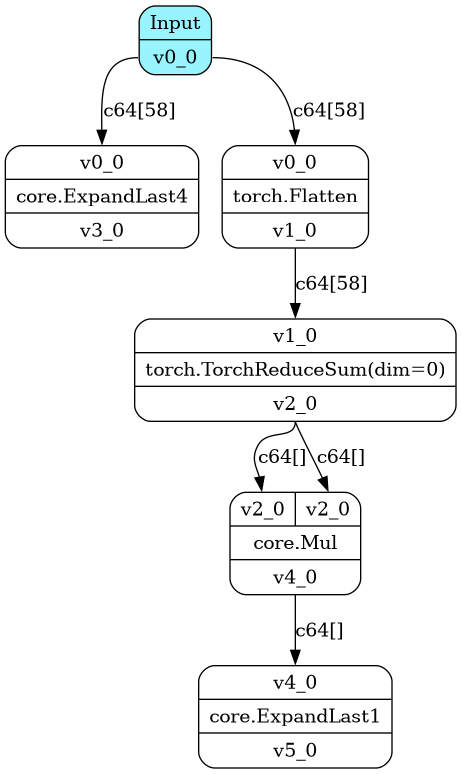 Input
v0_0
c64[58]
c64[58]
v0_0
core.ExpandLast4
v3_0
v0_0
torch.Flatten
v1_0
c64[58]
v1_0
torch.TorchReduceSum(dim=0)
v2_0
c64[]
c64[]
v2_0
v2_0
core.Mul
v4_0
c64[]
v4_0
core.ExpandLast1
v5_0